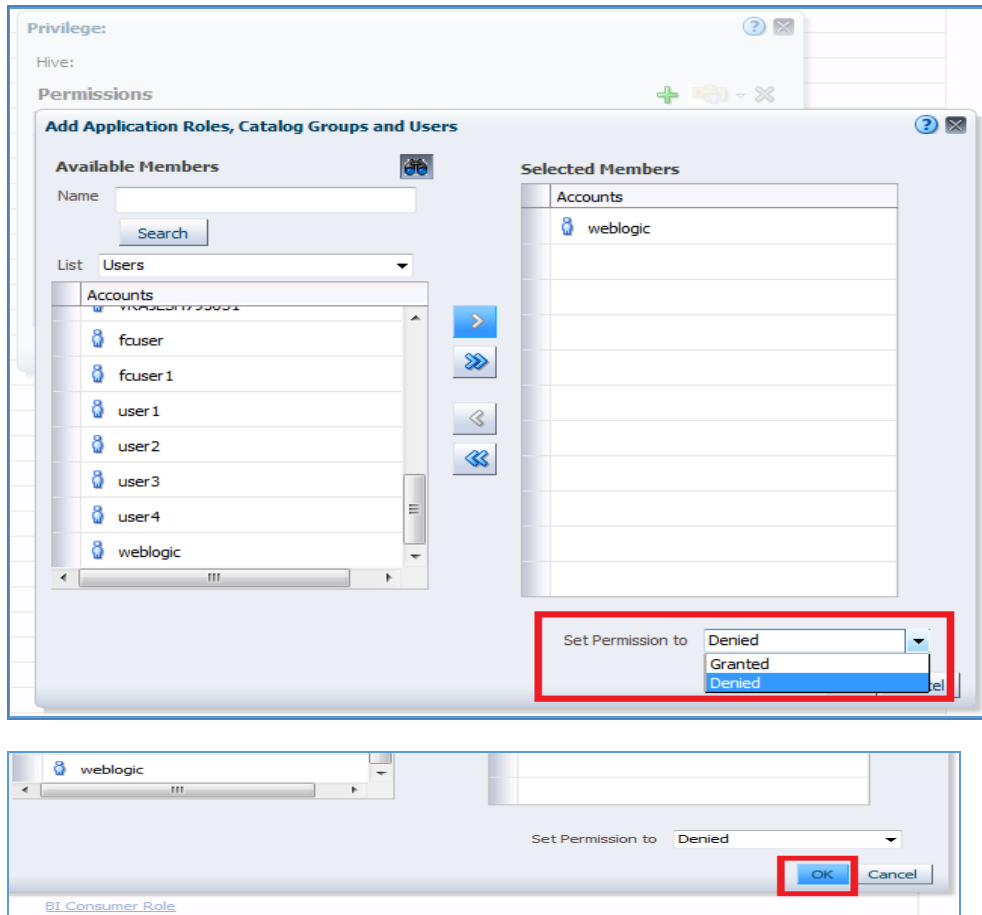 Privilege:
Hive:
Permissions
Add Application Roles, Catalog Groups and Users
Available Members
Name
Search
List Users
Accounts
fcuser
fcuser1
user1
user2
user3
user4
weblogic
Selected Members
Accounts
weblogic
Set Permission to Denied
Granted
Denied
weblogic
Set Permission to Denied
OK Cancel
BI Consumer Role